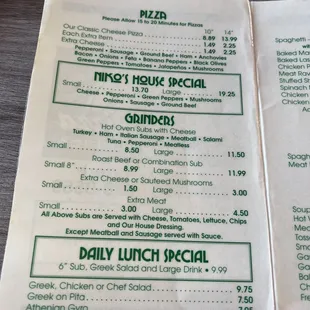 PIZZA
Please Allow 15 to 20 Minutes for Pizzas
10" 14"
Our Classic Cheese Pizza 8.99 13.99
Each Extra Item 1.49 2.25
Extra Cheese 1.49 2.25
Pepperoni • Sausage • Ground Beef • Ham • Anchovies
Bacon • Onions • Feta • Banana Peppers • Black Olives
Green Peppers • Tomatoes • Jalapeños • Mushrooms
NIKO'S HOUSE SPECIAL
Small 13.70 Large 19.25
Cheese • Pepperoni • Green Peppers • Mushrooms
Onions • Sausage • Ground Beef
GRINDERS
Hot Oven Subs with Cheese
Turkey • Ham • Italian Sausage • Meatball • Salami
Tuna • Pepperoni • Meatless
Small 8.50 Large 11.50
Roast Beef or Combination Sub
Small 8" 8.99 Large 11.99
Extra Cheese or Sauteed Mushrooms
Small 1.50 Large 3.00
Extra Meat
Small 3.00 Large 4.50
All Above Subs are Served with Cheese, Tomatoes, Lettuce, Chips
and Our House Dressing.
Except Meatball and Sausage served with Sauce.
DAILY LUNCH SPECIAL
6" Sub, Greek Salad and Large Drink • 9.99
Greek, Chicken or Chef Salad 9.75
Greek on Pita 7.50
Athenian Gyro
Spaghetti
Baked
Baked
Chicken
Meat
Stuffed
Spinach
Chicken
Chicken
Spaghetti
Meat
Soup
Hot
Meat
Side
Chicken
Chicken